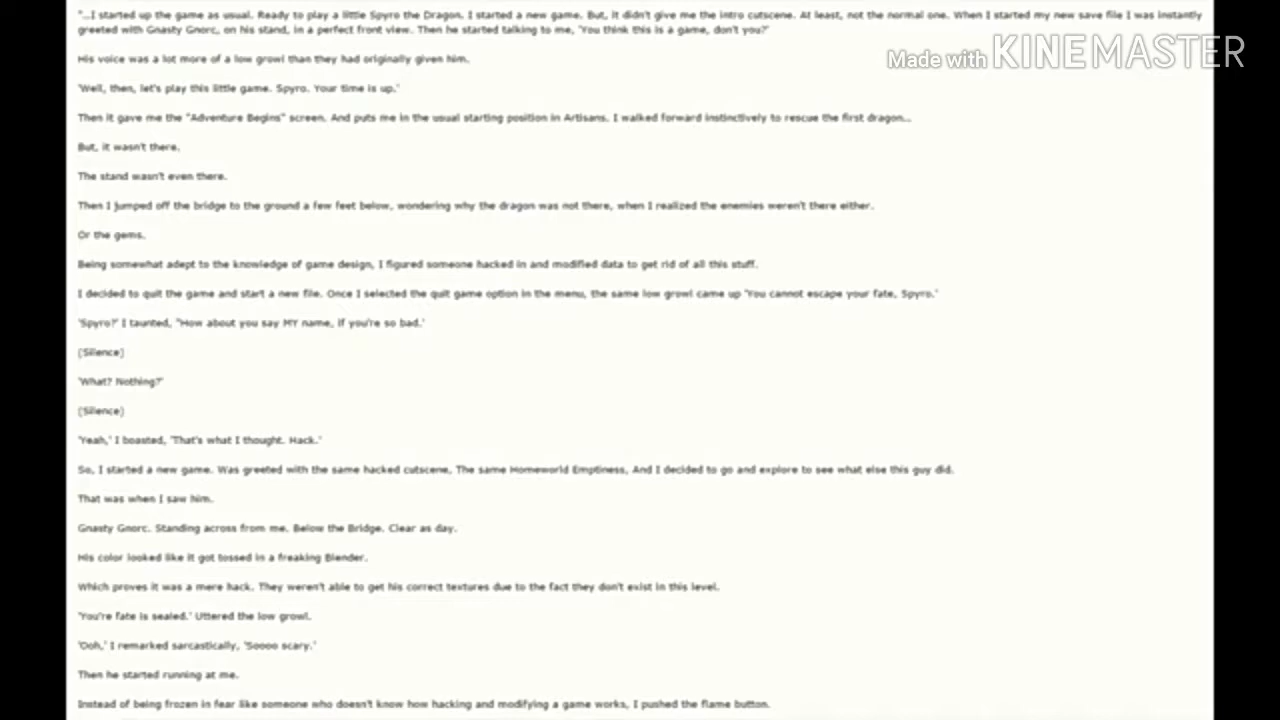 "...I started up the game as usual. Ready to play a little Spyro the Dragon. I started a new game. But, it didn't give me the intro cutscene. At least, not the normal one. When I started my new save file I was instantly
greeted with Gnasty Gnorc, on his stand, in a perfect front view. Then he started talking to me, 'You think this is a game, don't you?'
Made with KINEMASTER
His voice was a lot more of a low growl than they had originally given him.
'Well, then, let's play this little game. Spyro. Your time is up.'
Then it gave me the "Adventure Begins" screen. And puts me in the usual starting position in Artisans. I walked forward instinctively to rescue the first dragon...
But, it wasn't there.
The stand wasn't even there.
Then I jumped off the bridge to the ground a few feet below, wondering why the dragon was not there, when I realized the enemies weren't there either.
Or the gems.
Being somewhat adept to the knowledge of game design, I figured someone hacked in and modified data to get rid of all this stuff.
I decided to quit the game and start a new file. Once I selected the quit game option in the menu, the same low growl came up 'You cannot escape your fate, Spyro.'
'Spyro?' I taunted, "How about you say MY name, if you're so bad.'
(Silence)
'What? Nothing?'
(Silence)
'Yeah,' I boasted, 'That's what I thought. Hack.'
So, I started a new game. Was greeted with the same hacked cutscene, The same Homeworld Emptiness, And I decided to go and explore to see what else this guy did.
That was when I saw him.
Gnasty Gnorc. Standing across from me. Below the Bridge. Clear as day.
His color looked like it got tossed in a freaking Blender.
Which proves it was a mere hack. They weren't able to get his correct textures due to the fact they don't exist in this level.
'You're fate is sealed.' Uttered the low growl.
'Ooh,' I remarked sarcastically, 'Soooo scary.'
Then he started running at me.
Instead of being frozen in fear like someone who doesn't know how hacking and modifying a game works, I pushed the flame button.